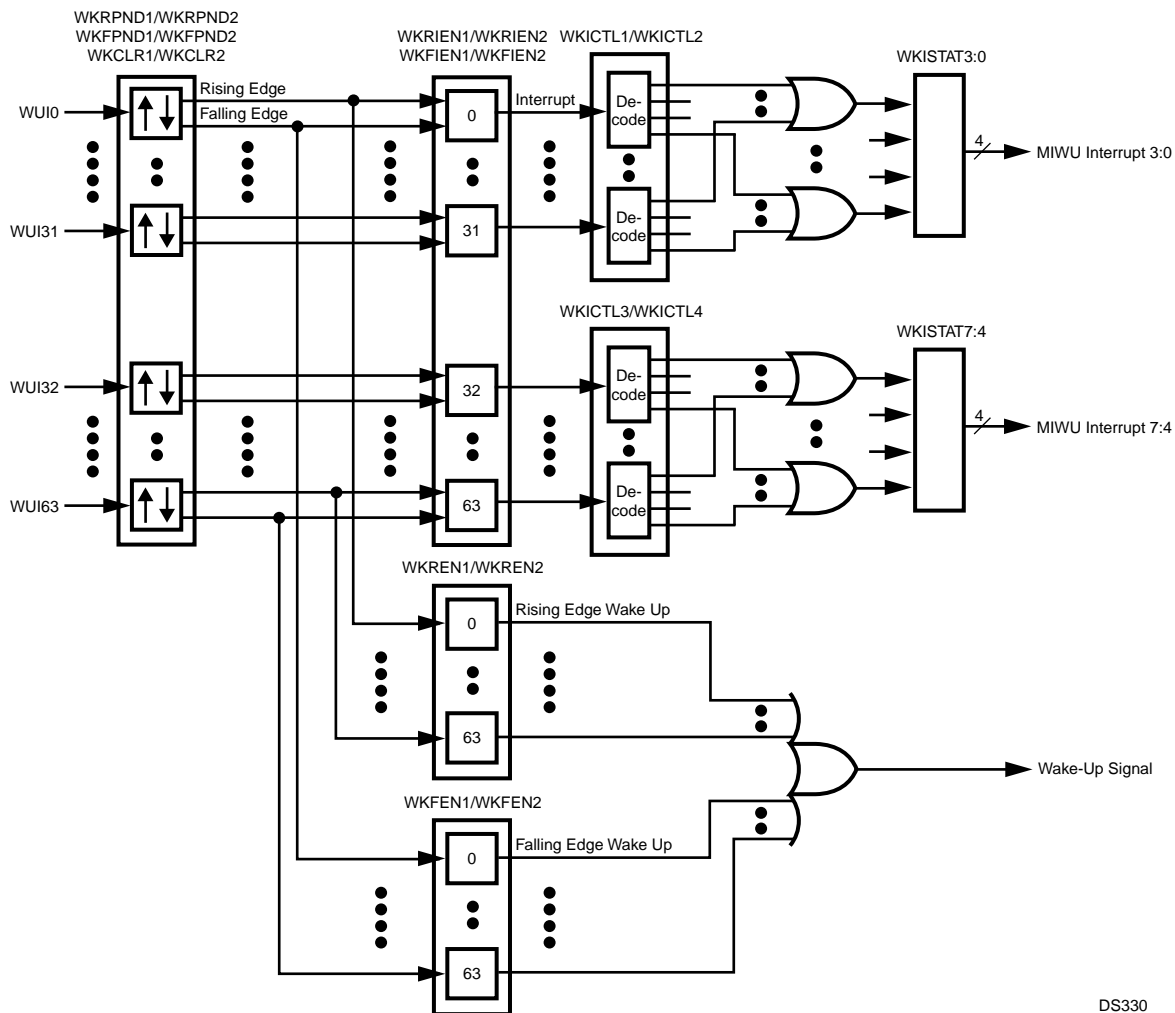 WKRPND1/WKRPND2
WKFPND1/WKFPND2
WKCLR1/WKCLR2
WKRIEN1/WKRIEN2
WKFIEN1/WKFIEN2
WKICTL1/WKICTL2
WKISTAT3:0
Rising Edge
Falling Edge
WUI0
0
Interrupt
De-
code
4
MIWU Interrupt 3:0
WUI31
31
De-
code
WKICTL3/WKICTL4
WKISTAT7:4
WUI32
32
De-
code
4
MIWU Interrupt 7:4
WUI63
63
De-
code
WKREN1/WKREN2
0
Rising Edge Wake Up
63
Wake-Up Signal
WKFEN1/WKFEN2
0
Falling Edge Wake Up
63
DS330